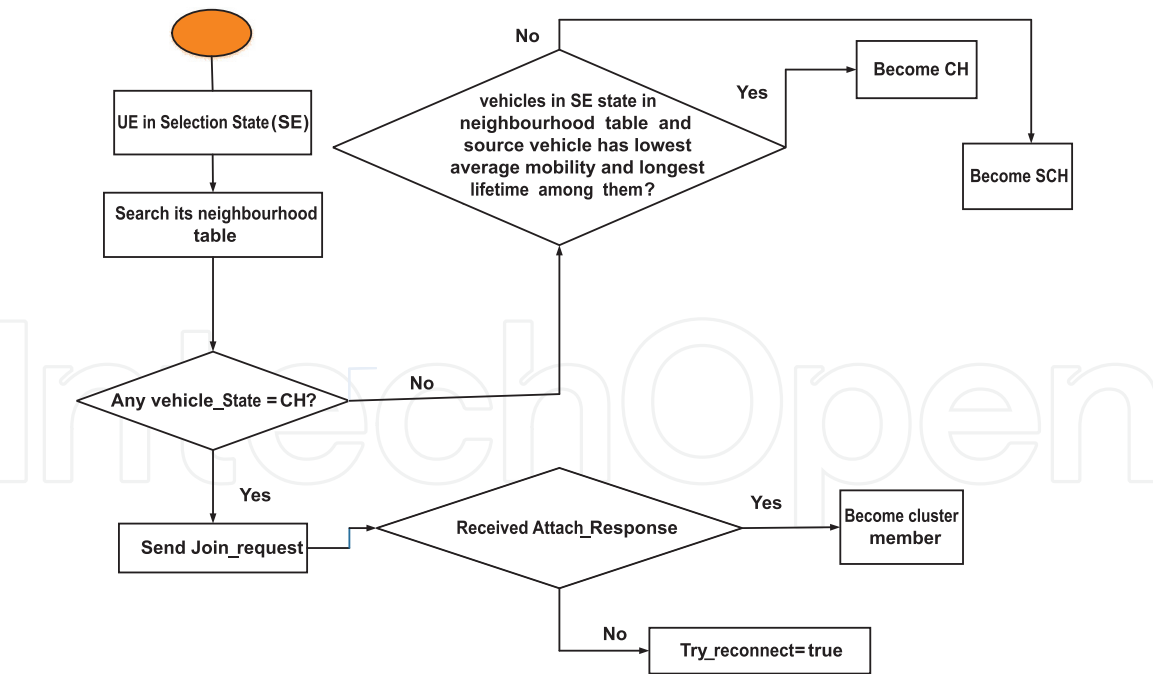 UE in Selection State(SE)
Search its neighbourhood
table
Any vehicle_State = CH?
No
Yes
vehicles in SE state in
neighbourhood table and
source vehicle has lowest
average mobility and longest
lifetime among them?
No
Yes
Become CH
Become SCH
Send Join_request
Received Attach_Response
Yes
Become cluster
member
No
Try_reconnect=true
IntechOpen